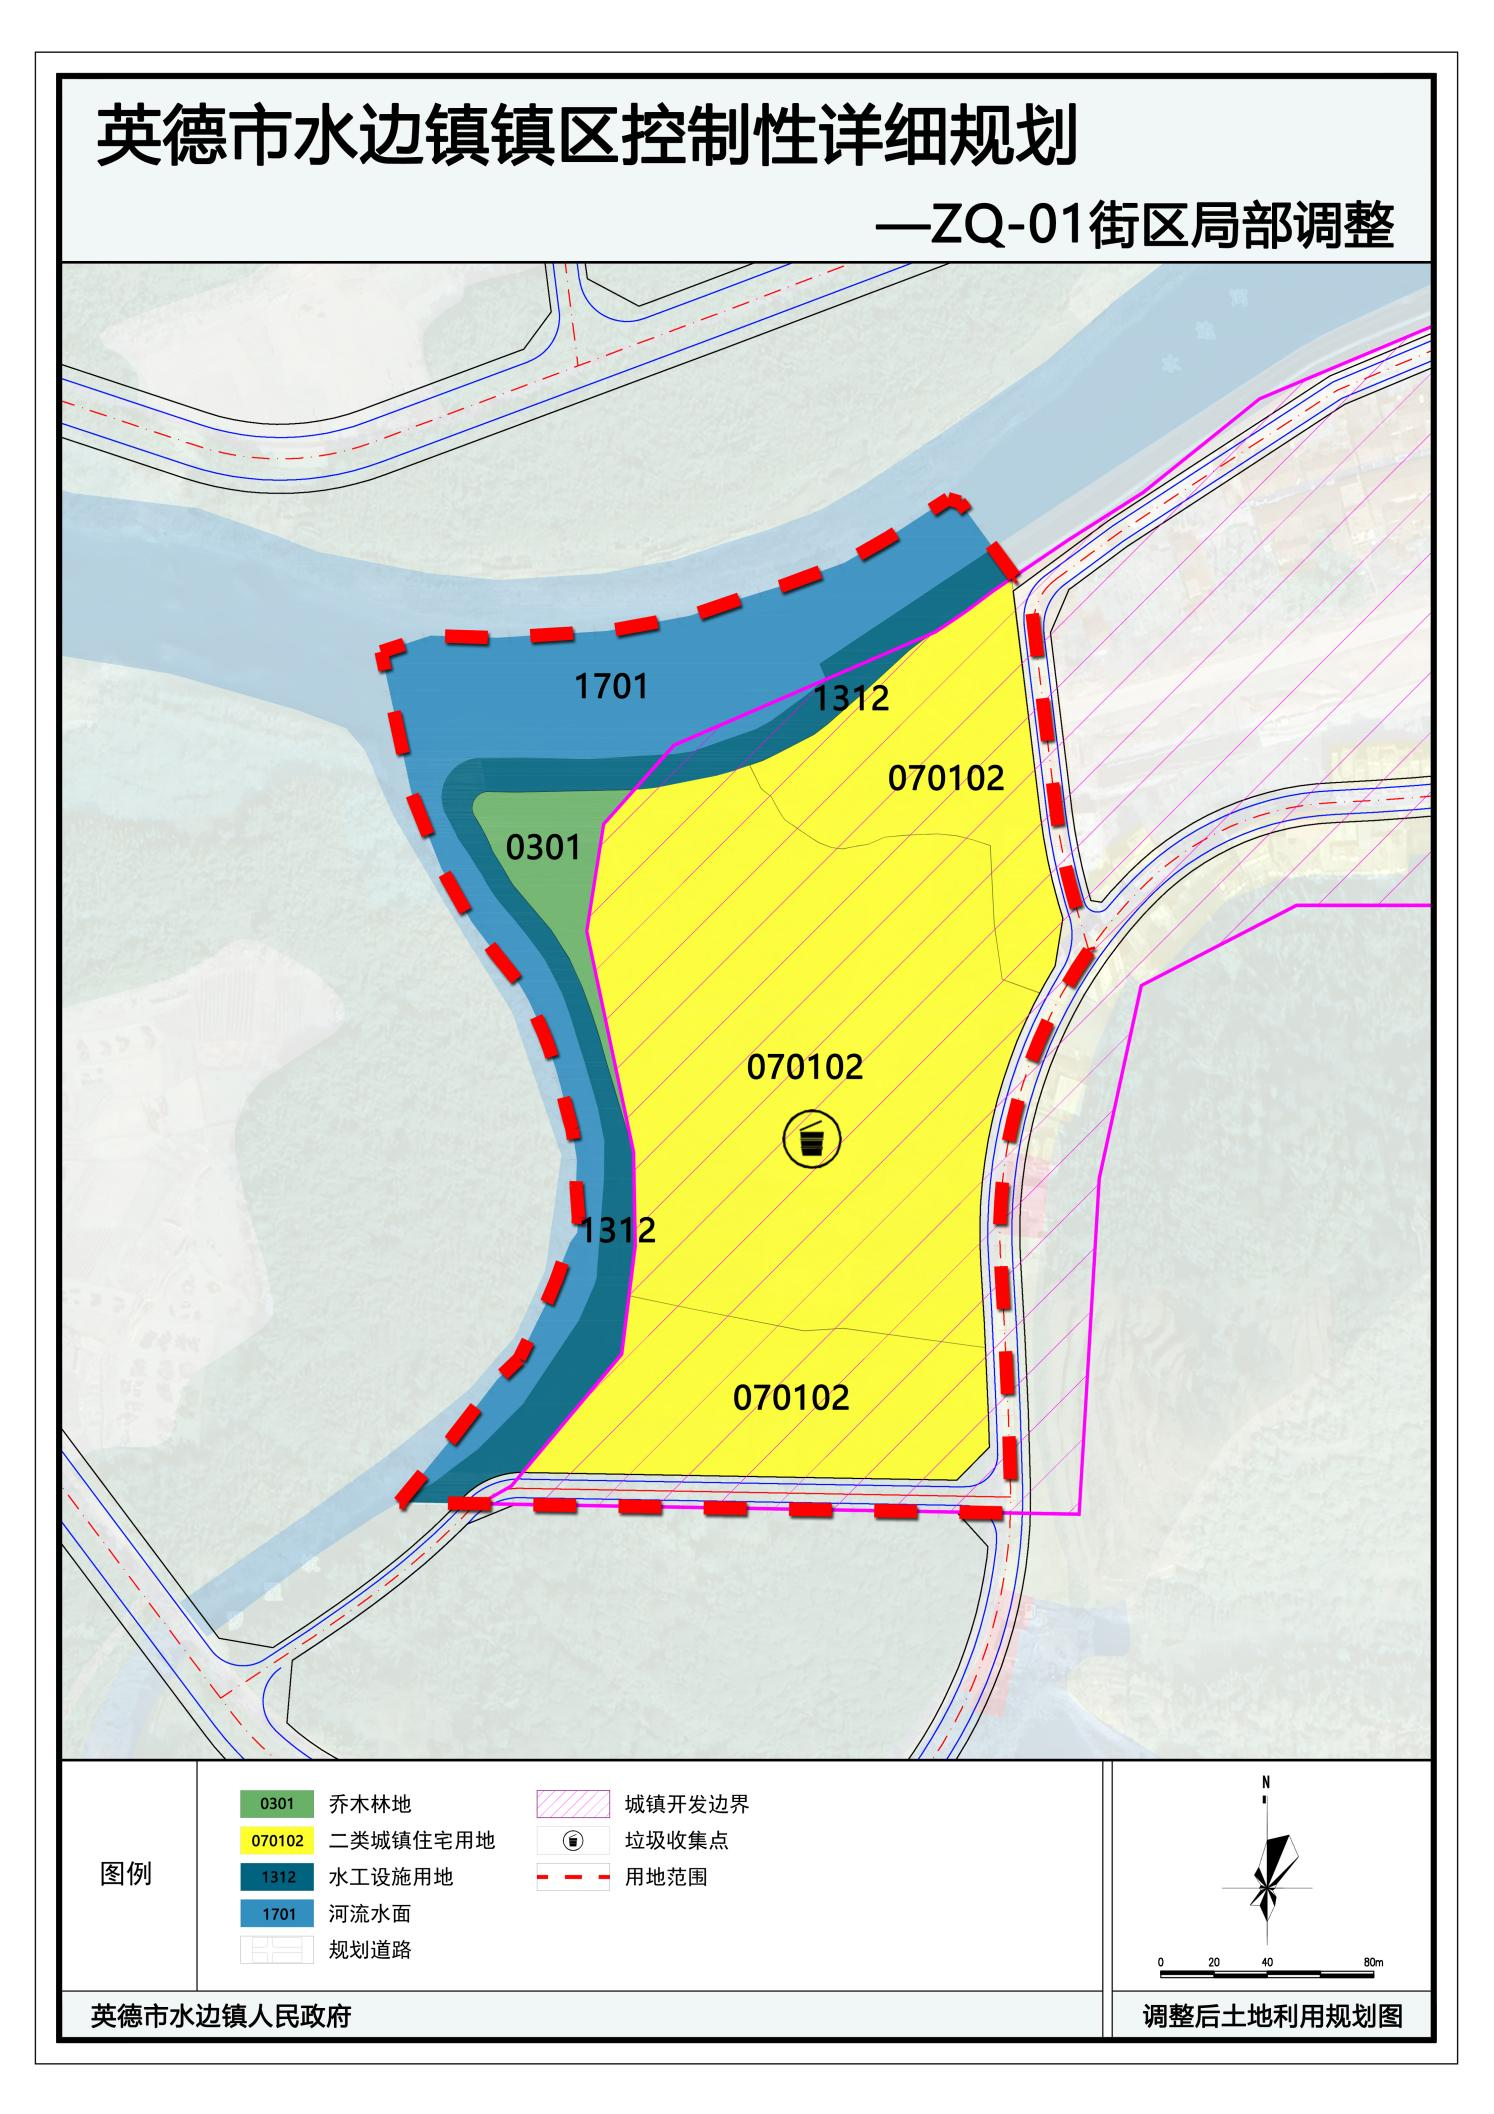 英德市水边镇镇区控制性详细规划
—ZQ-01街区局部调整
1701
1312
070102
0301
070102
1312
070102
图例
0301 乔木林地
070102 二类城镇住宅用地
1312 水工设施用地
1701 河流水面
规划道路
城镇开发边界
垃圾收集点
用地范围
N
0 20 40 80m
英德市水边镇人民政府
调整后土地利用规划图